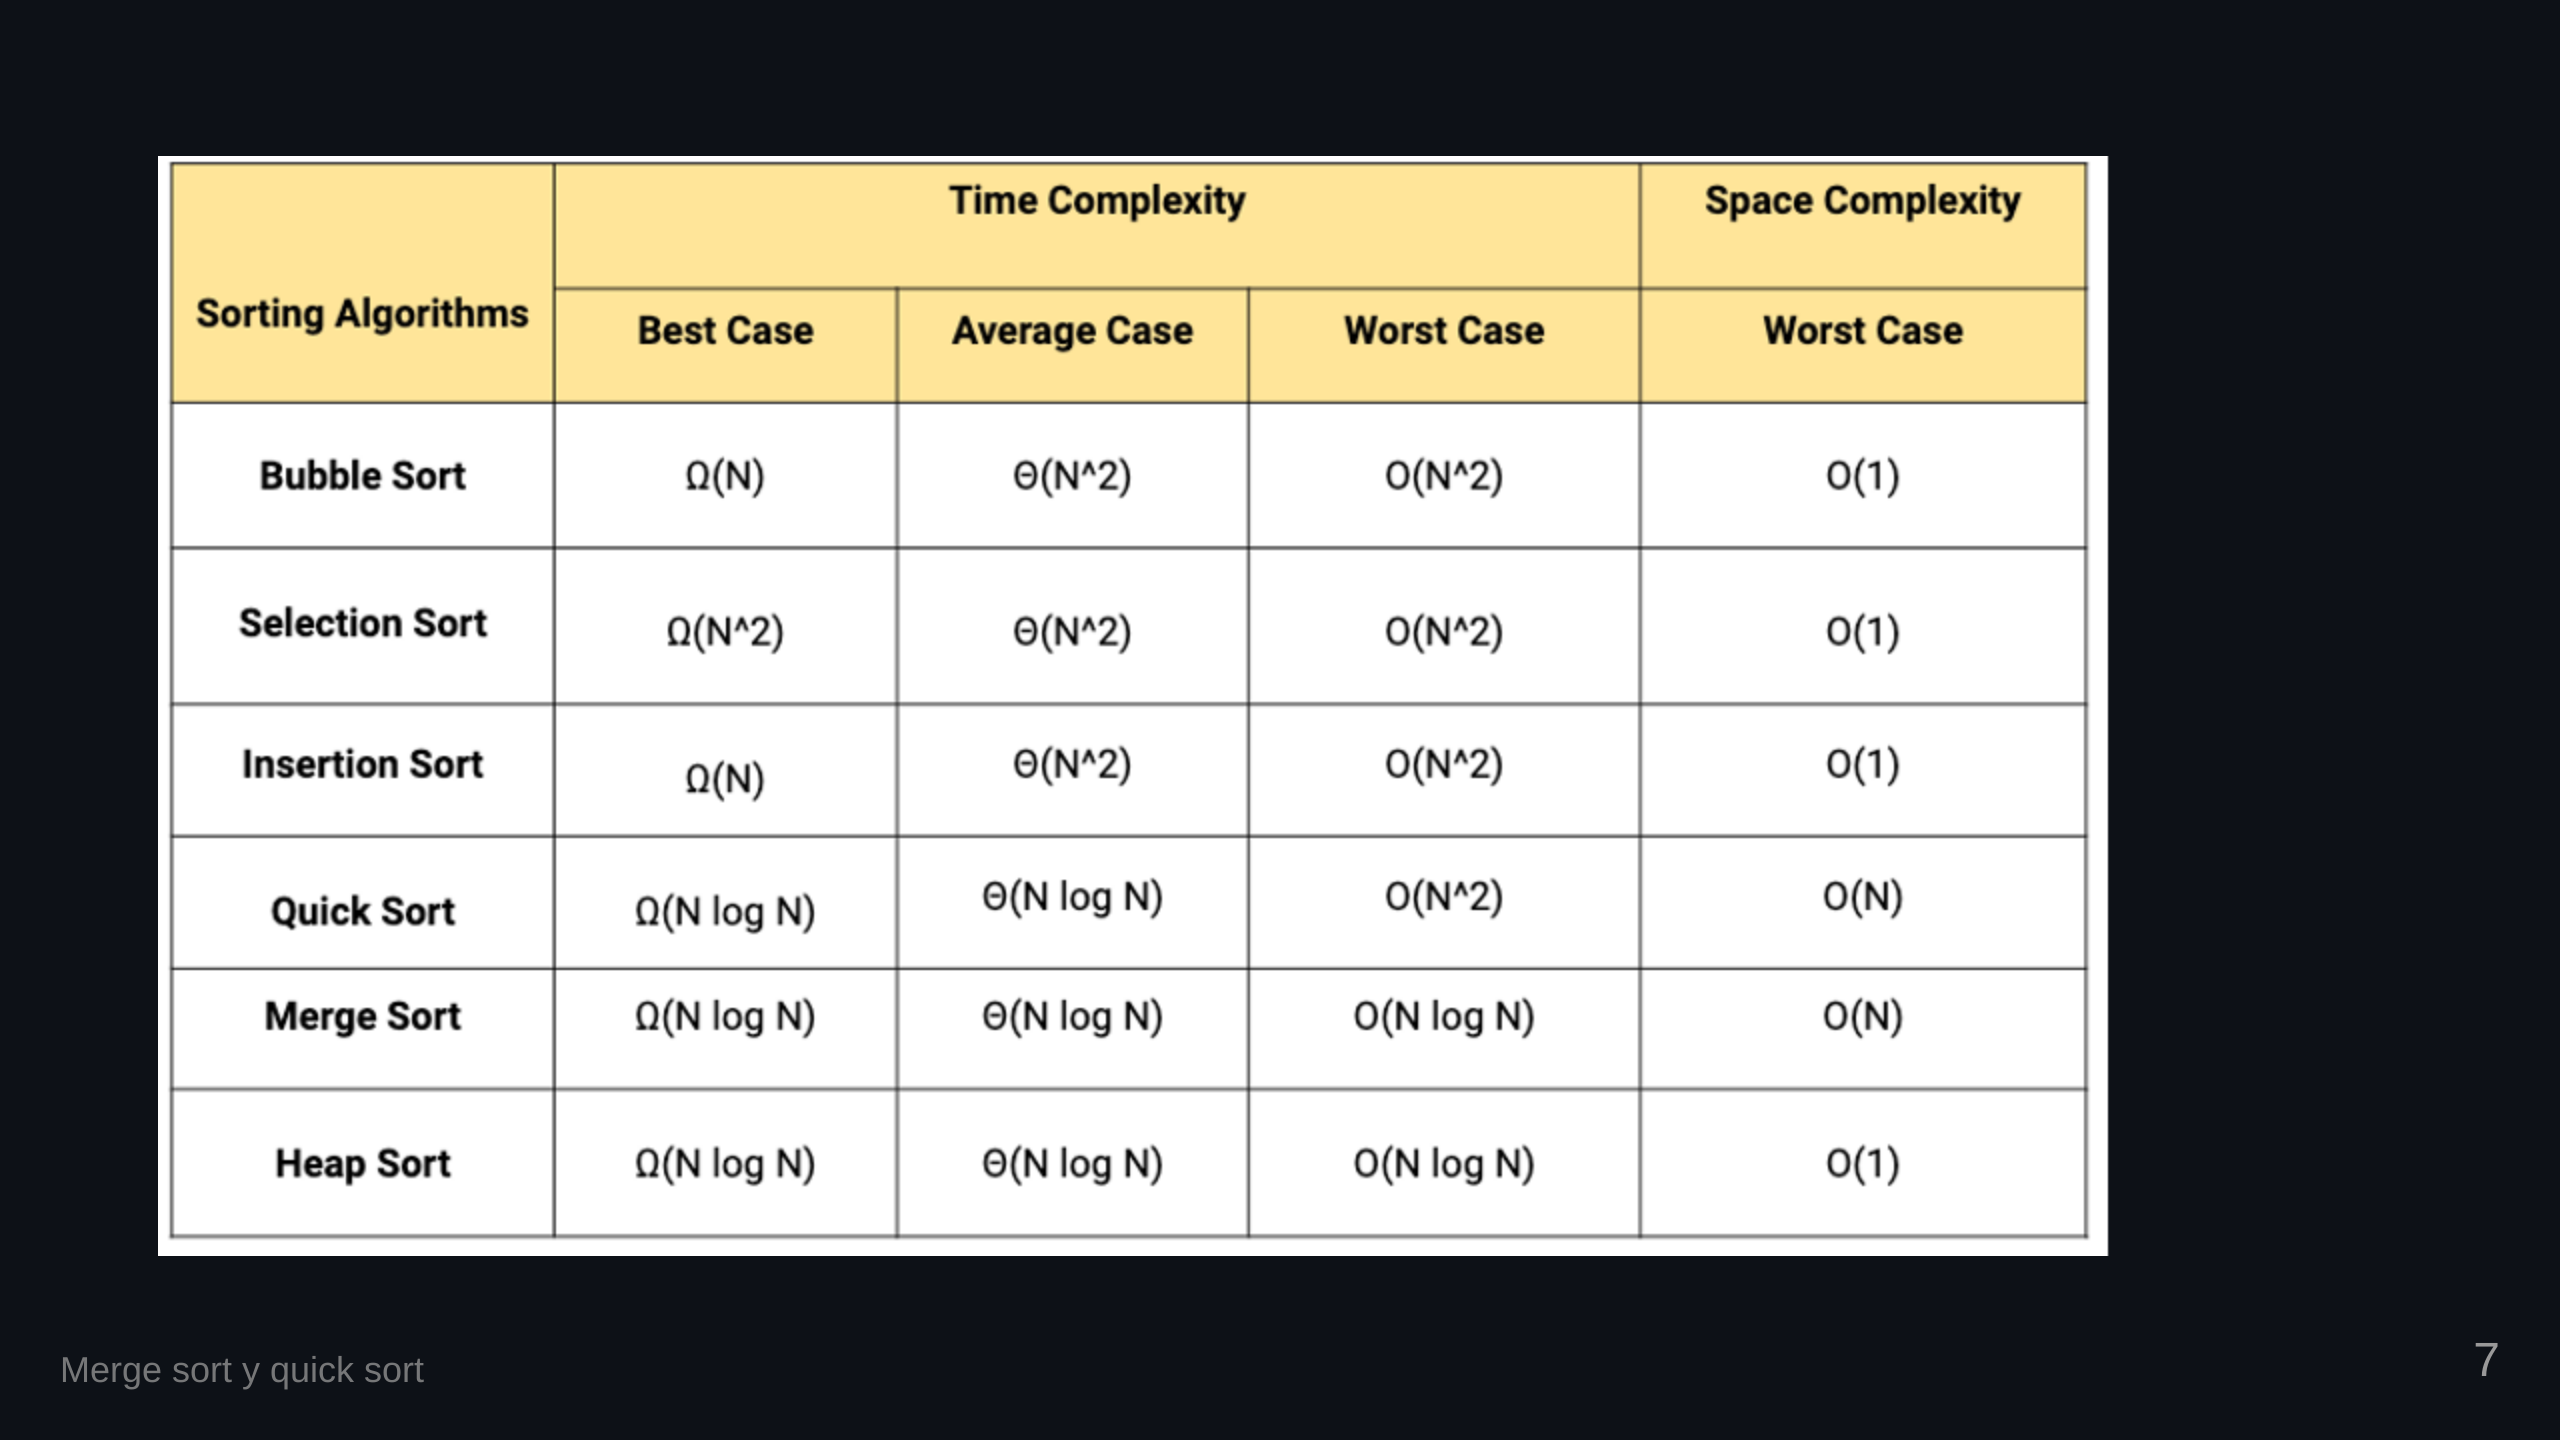 Time Complexity Space Complexity
Sorting Algorithms
Best Case Average Case Worst Case Worst Case
Bubble Sort Ω(N) Θ(N^2) O(N^2) O(1)
Selection Sort Ω(N^2) Θ(N^2) O(N^2) O(1)
Insertion Sort Ω(N) Θ(N^2) O(N^2) O(1)
Quick Sort Ω(N log N) Θ(N log N) O(N^2) O(N)
Merge Sort Ω(N log N) Θ(N log N) O(N log N) O(N)
Heap Sort Ω(N log N) Θ(N log N) O(N log N) O(1)
Merge sort y quick sort 7